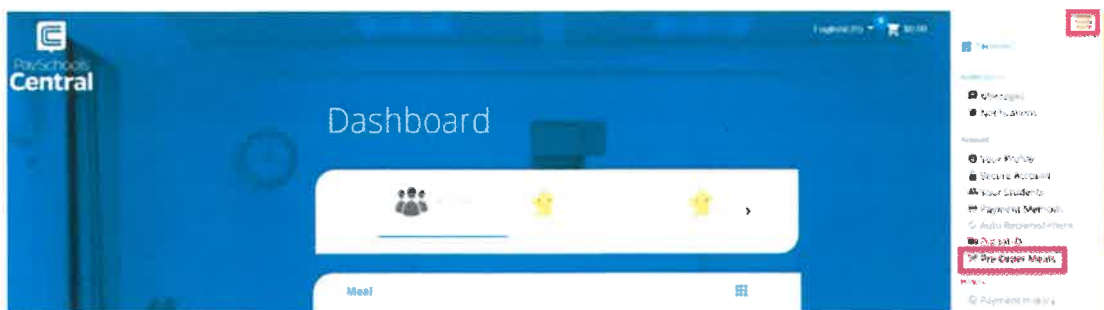 PaySchools
Central
$0.00
Dashboard
Meal
Messages
Notifications
Account
Your Profile
Secure Account
Your Students
Payment Methods
Auto Replenishment
Pre-Order Meals
Payment History